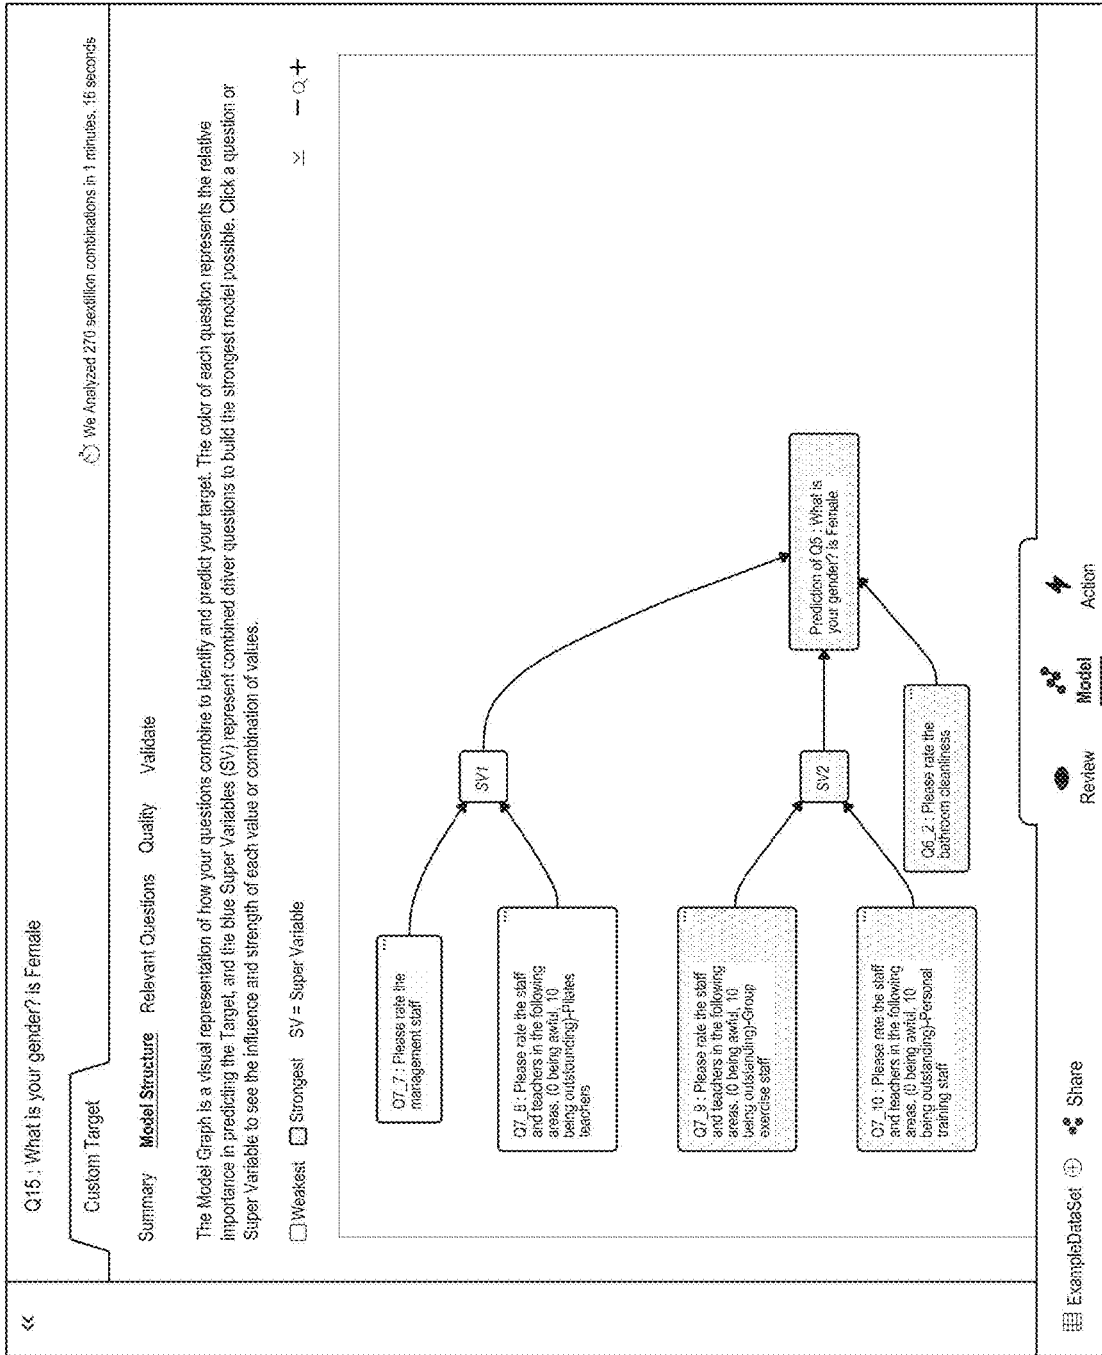 Q15 : What is your gender? is Female
Custom Target
We Analyzed 270 sextillion combinations in 1 minutes, 16 seconds
Summary Model Structure Relevant Questions Quality Validate
The Model Graph is a visual representation of how your questions combine to identify and predict your target. The color of each question represents the relative
importance in predicting the Target, and the blue Super Variables (SV) represent combined driver questions to build the strongest model possible. Click a question or
Super Variable to see the influence and strength of each value or combination of values.
Weakest Strongest SV = Super Variable
Q7_7 : Please rate the
management staff
Q7_8 : Please rate the staff
and teachers in the following
areas. (0 being awful, 10
being outstounding)-Pilates
teachers
SV1
Q7_9 : Please rate the staff
and teachers in the following
areas. (0 being awful, 10
being outstanding)-Group
exercise staff
Q7_10 : Please rate the staff
and teachers in the following
areas. (0 being awful, 10
being outstanding)-Personal
training staff
SV2
Q6_2 : Please rate the
bathroom cleanliness
Prediction of Q5 : What is
your gender? is Female.
ExampleDataSet Share
Review Model Action